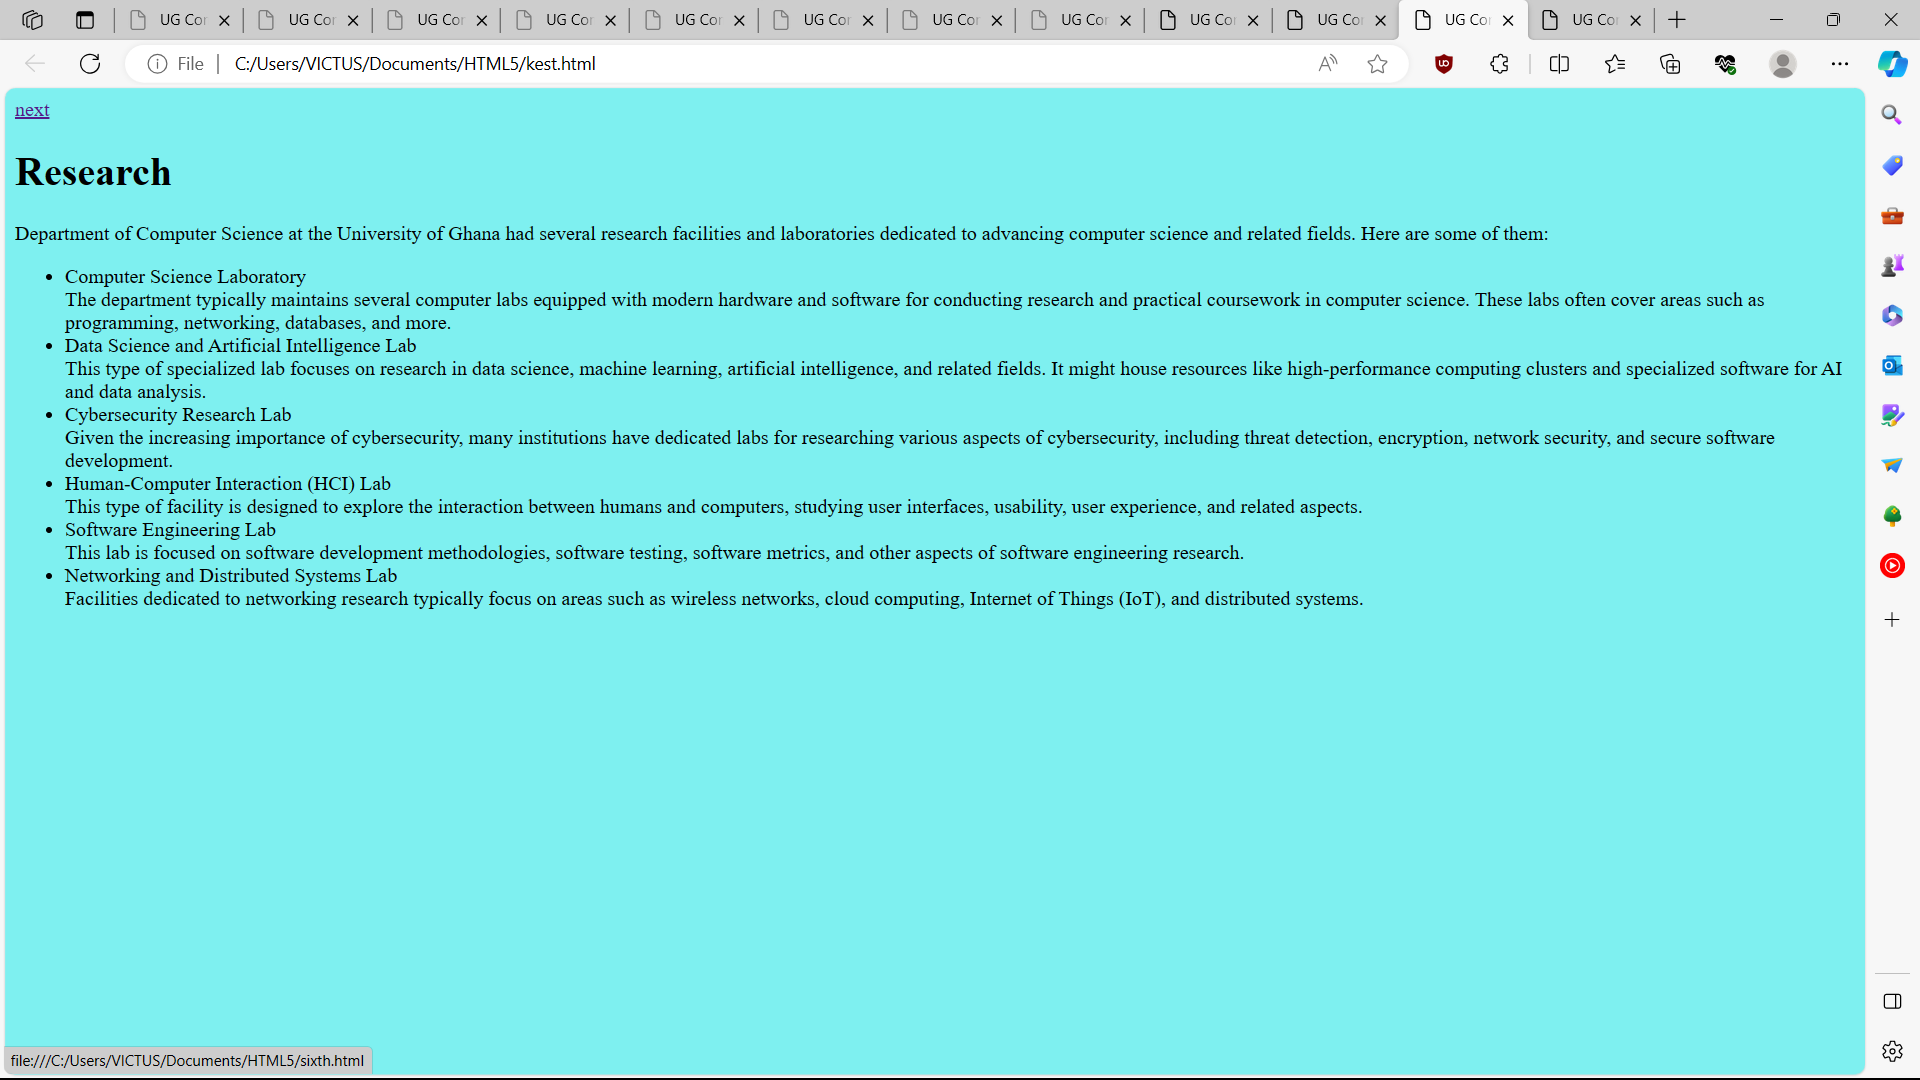 UG Cor UG Cor UG Cor UG Cor UG Cor UG Cor UG Cor UG Cor UG Cor UG Cor UG Cor UG Cor
File C:/Users/VICTUS/Documents/HTML5/kest.html
next
Research
Department of Computer Science at the University of Ghana had several research facilities and laboratories dedicated to advancing computer science and related fields. Here are some of them:
• Computer Science Laboratory
The department typically maintains several computer labs equipped with modern hardware and software for conducting research and practical coursework in computer science. These labs often cover areas such as
programming, networking, databases, and more.
• Data Science and Artificial Intelligence Lab
This type of specialized lab focuses on research in data science, machine learning, artificial intelligence, and related fields. It might house resources like high-performance computing clusters and specialized software for AI
and data analysis.
• Cybersecurity Research Lab
Given the increasing importance of cybersecurity, many institutions have dedicated labs for researching various aspects of cybersecurity, including threat detection, encryption, network security, and secure software
development.
• Human-Computer Interaction (HCI) Lab
This type of facility is designed to explore the interaction between humans and computers, studying user interfaces, usability, user experience, and related aspects.
• Software Engineering Lab
This lab is focused on software development methodologies, software testing, software metrics, and other aspects of software engineering research.
• Networking and Distributed Systems Lab
Facilities dedicated to networking research typically focus on areas such as wireless networks, cloud computing, Internet of Things (IoT), and distributed systems.
file:///C:/Users/VICTUS/Documents/HTML5/sixth.html